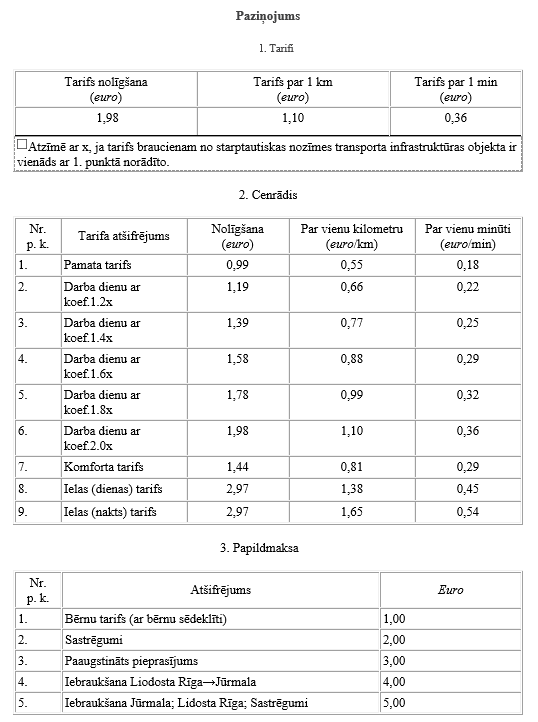 Paziņojums
1. Tarifi
Tarifs nolīgšana Tarifs par 1 km Tarifs par 1 min
(euro) (euro) (euro)
1,98 1,10 0,36
Atzīmē ar x, ja tarifs braucienam no starptautiskas nozīmes transporta infrastruktūras objekta ir
vienāds ar 1. punktā norādīto.
2. Cenrādis
Nr. Nolīgšana Par vienu kilometru Par vienu minūti
p. k. Tarifa atšifrējums (euro) (euro/km) (euro/min)
1. Pamata tarifs 0,99 0,55 0,18
2. Darba dienu ar 1,19 0,66 0,22
koef.1.2x
3. Darba dienu ar 1,39 0,77 0,25
koef.1.4x
4. Darba dienu ar 1,58 0,88 0,29
koef.1.6x
5. Darba dienu ar 1,78 0,99 0,32
koef.1.8x
6. Darba dienu ar 1,98 1,10 0,36
koef.2.0x
7. Komforta tarifs 1,44 0,81 0,29
8. Ielas (dienas) tarifs 2,97 1,38 0,45
9. Ielas (nakts) tarifs 2,97 1,65 0,54
3. Papildmaksa
Nr.
p. k. Atšifrējums Euro
1. Bērnu tarifs (ar bērnu sēdeklīti) 1,00
2. Sastrēgumi 2,00
3. Paaugstināts pieprasījums 3,00
4. Iebraukšana Liodosta Rīga→Jūrmala 4,00
5. Iebraukšana Jūrmala; Lidosta Rīga; Sastrēgumi 5,00